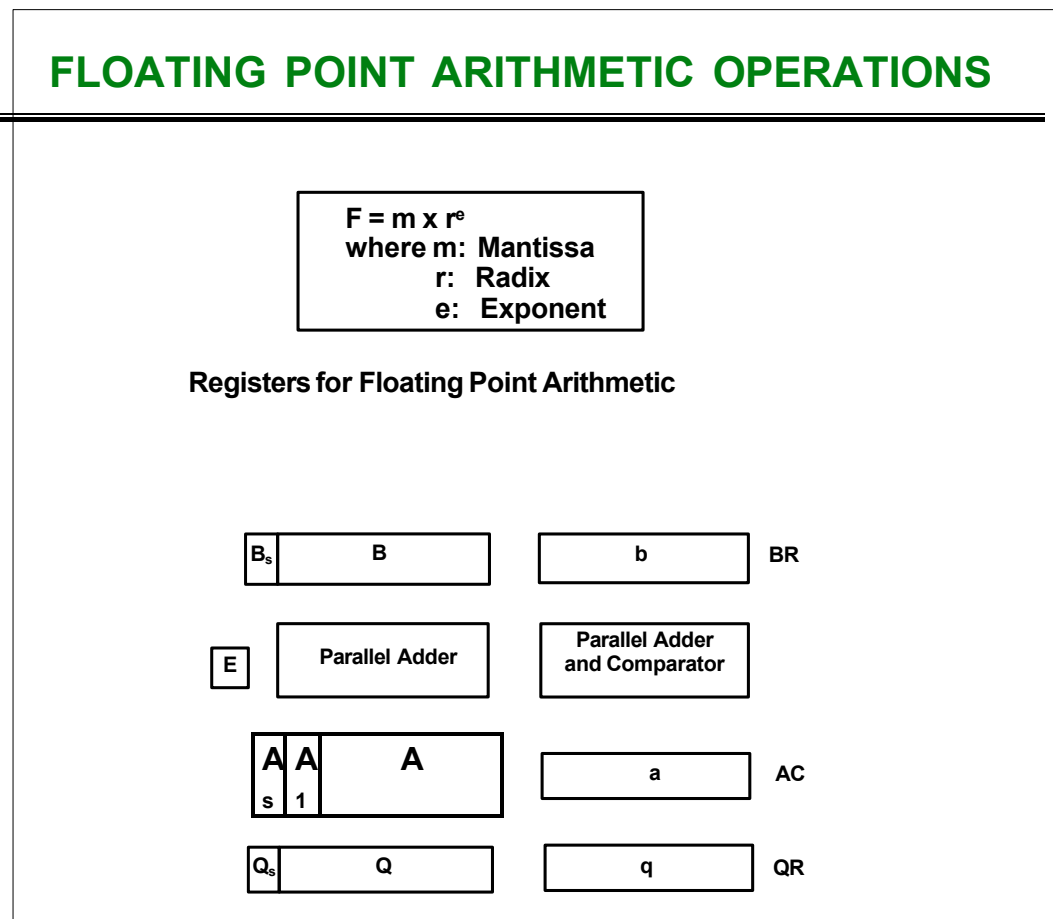 FLOATING POINT ARITHMETIC OPERATIONS
F = m x rᵉ
where m: Mantissa
r: Radix
e: Exponent
Registers for Floating Point Arithmetic
Bₛ B b BR
E Parallel Adder Parallel Adder
and Comparator
A A A a AC
s 1
Qₛ Q q QR